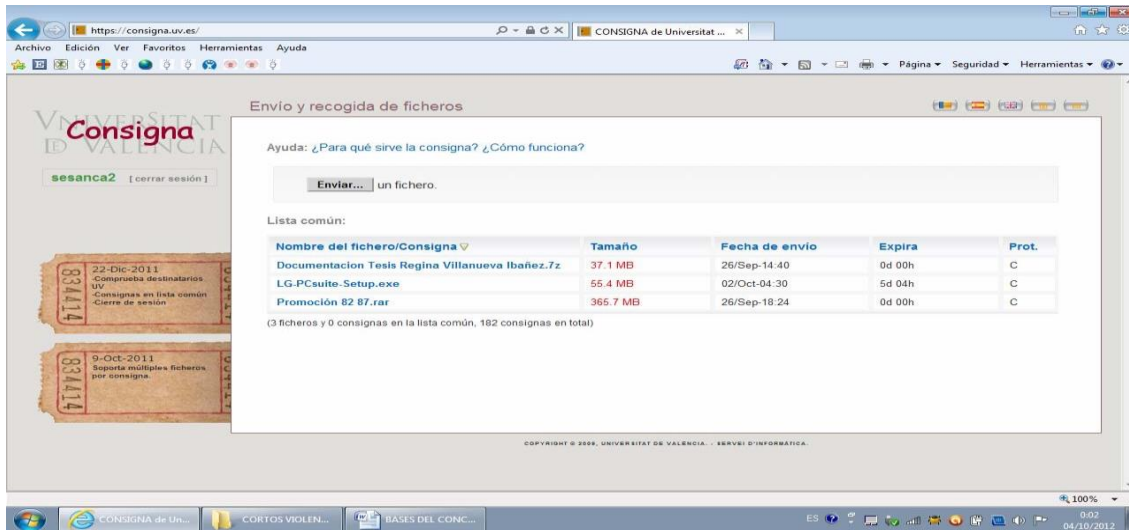 https://consigna.uv.es/
CONSIGNA de Universitat ...
Archivo Edición Ver Favoritos Herramientas Ayuda
Página Seguridad Herramientas
Envío y recogida de ficheros
VNIVERSITAT
Consigna
ID VALENCIA
sesanca2 [ cerrar sesión ]
Ayuda: ¿Para qué sirve la consigna? ¿Cómo funciona?
Enviar... un fichero.
Lista común:
Nombre del fichero/Consigna Tamaño Fecha de envío Expira Prot.
Documentacion Tesis Regina Villanueva Ibañez.7z 37.1 MB 26/Sep-14:40 0d 00h C
LG-PCsuite-Setup.exe 55.4 MB 02/Oct-04:30 5d 04h C
Promoción 82 87.rar 365.7 MB 26/Sep-18:24 0d 00h C
(3 ficheros y 0 consignas en la lista común, 182 consignas en total)
834414
22-Dic-2011
-Comprueba destinatarios
UV
-Consignas en lista común
-Cierre de sesión
834414
9-Oct-2011
Soporta múltiples ficheros
por consigna.
COPYRIGHT © 2009, UNIVERSITAT DE VALÈNCIA. - SERVEI D'INFORMÀTICA.
100%
CONSIGNA de Un...
CORTOS VIOLEN...
BASES DEL CONC...
ES
0:02
04/10/2012